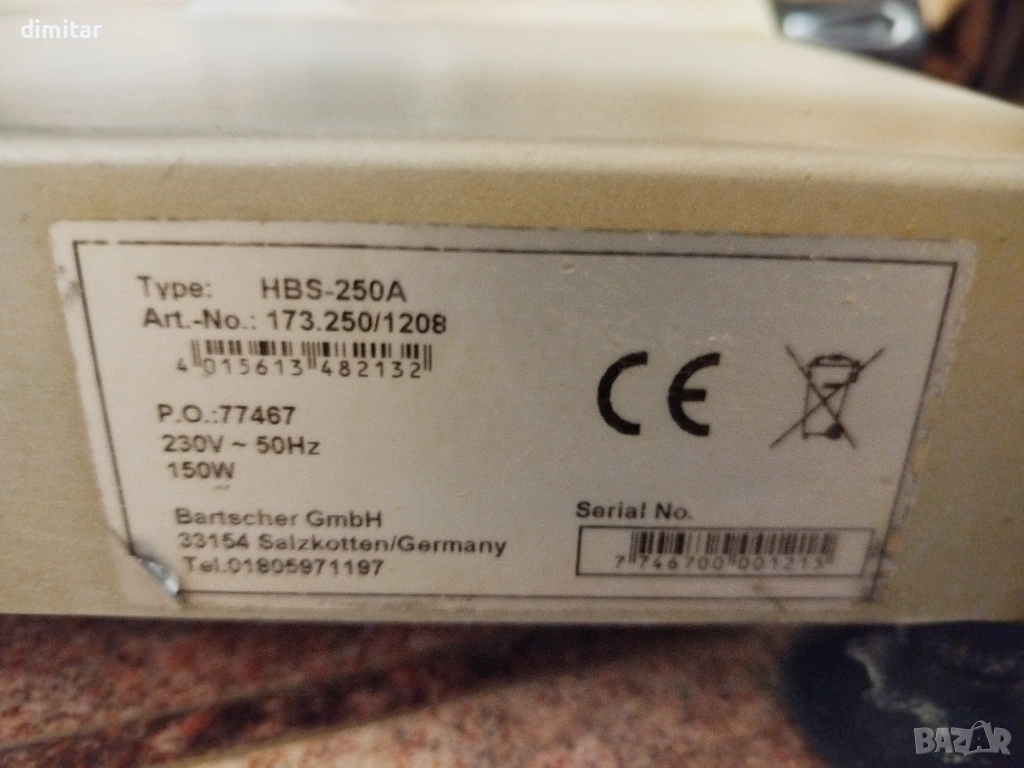 dimitar
Type: HBS-250A
Art.-No.: 173.250/1208
4 015613 482132
P.O.:77467
230V ~ 50Hz
150W
CE
Bartscher GmbH
33154 Salzkotten/Germany
Tel.01805971197
Serial No.
7 746700 001213
BAZAR